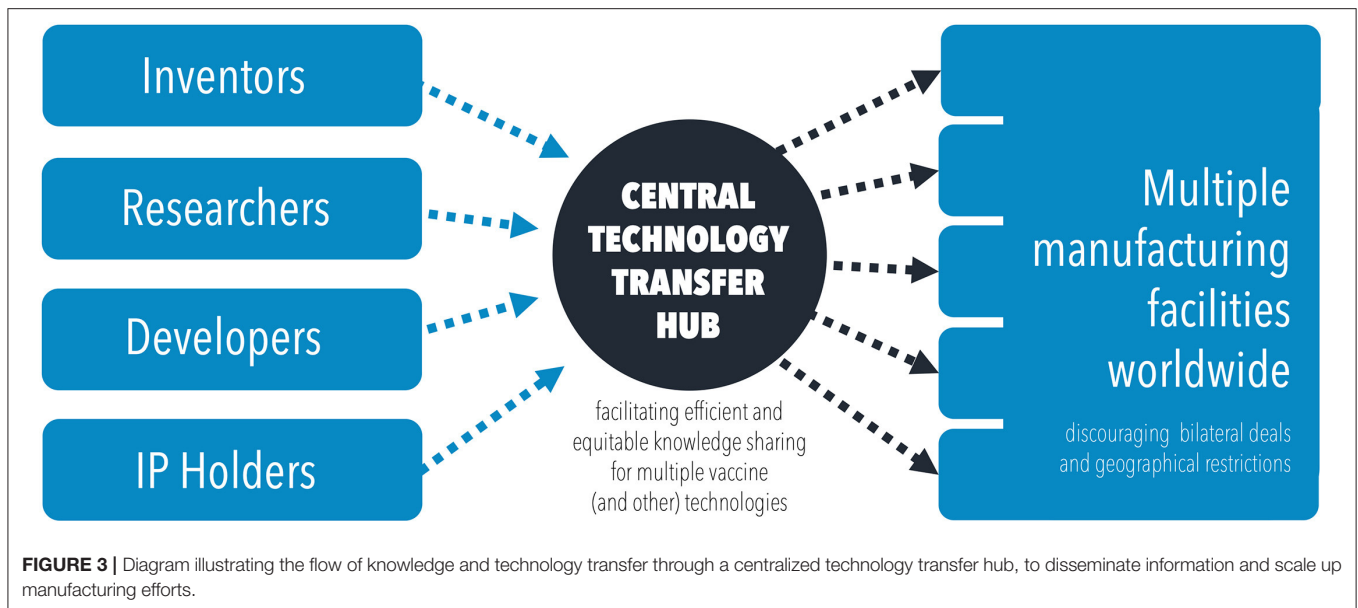 Inventors
Researchers
Developers
IP Holders
CENTRAL
TECHNOLOGY
TRANSFER
HUB
facilitating efficient and
equitable knowledge sharing
for multiple vaccine
(and other) technologies
Multiple
manufacturing
facilities
worldwide
discouraging bilateral deals
and geographical restrictions
FIGURE 3 | Diagram illustrating the flow of knowledge and technology transfer through a centralized technology transfer hub, to disseminate information and scale up
manufacturing efforts.